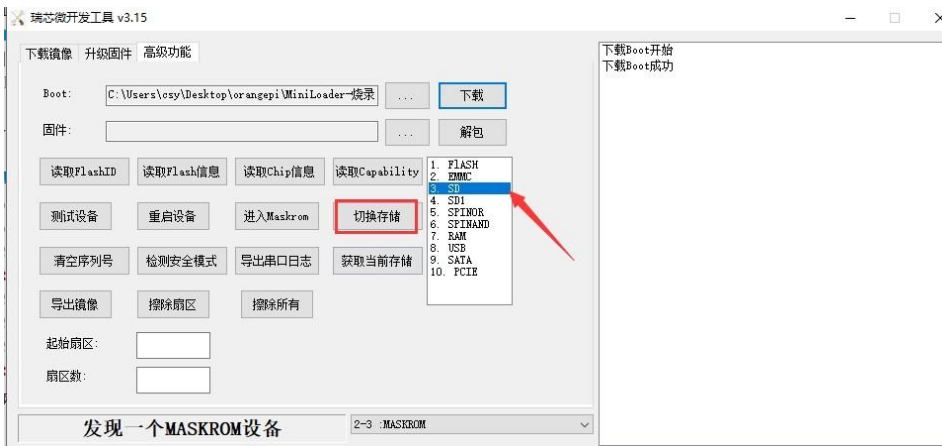 瑞芯微开发工具 v3.15
下载镜像 升级固件 高级功能
Boot: C:\Users\csy\Desktop\orangepi\MiniLoader-烧录 ... 下载
固件: ... 解包
读取FlashID 读取Flash信息 读取Chip信息 读取Capability
测试设备 重启设备 进入Maskrom 切换存储
清空序列号 检测安全模式 导出串口日志 获取当前存储
导出镜像 擦除扇区 擦除所有
起始扇区:
扇区数:
1. FlASH
2. EMMC
3. SD
4. SD1
5. SPINOR
6. SPINAND
7. RAM
8. USB
9. SATA
10. PCIE
发现一个MASKROM设备 2-3 :MASKROM
下载Boot开始
下载Boot成功